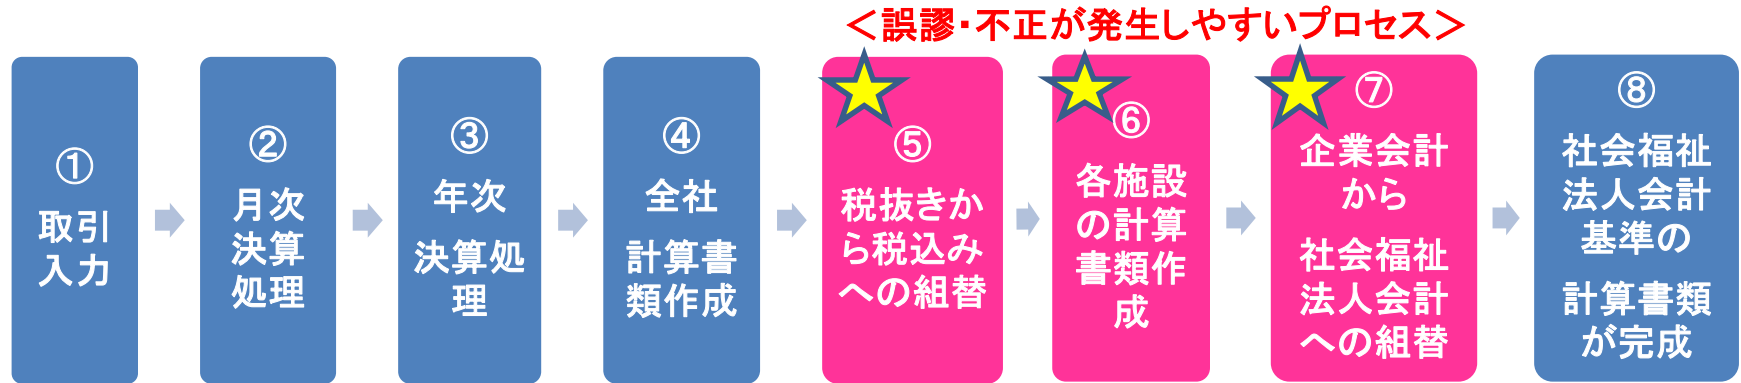 ＜誤謬・不正が発生しやすいプロセス＞
①
取引
入力
②
月次
決算
処理
③
年次
決算処
理
④
全社
計算書
類作成
⑤
税抜きか
ら税込み
への組替
⑥
各施設
の計算
書類作
成
⑦
企業会計
から
社会福祉
法人会計
への組替
⑧
社会福祉
法人会計
基準の
計算書類
が完成